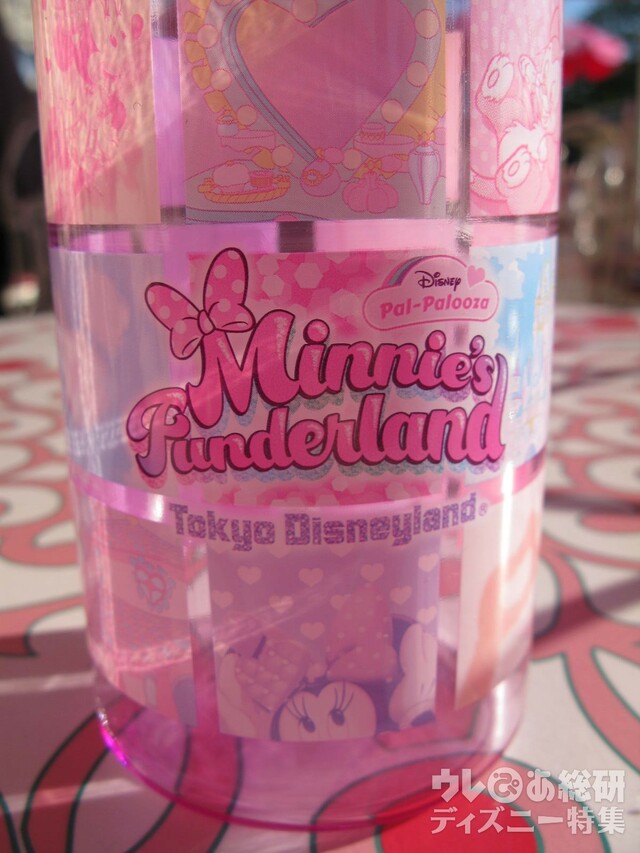 Disney
Pal-Palooza
Minnie's
Funderland
Tokyo Disneyland®
ウレぴあ総研
ディズニー特集